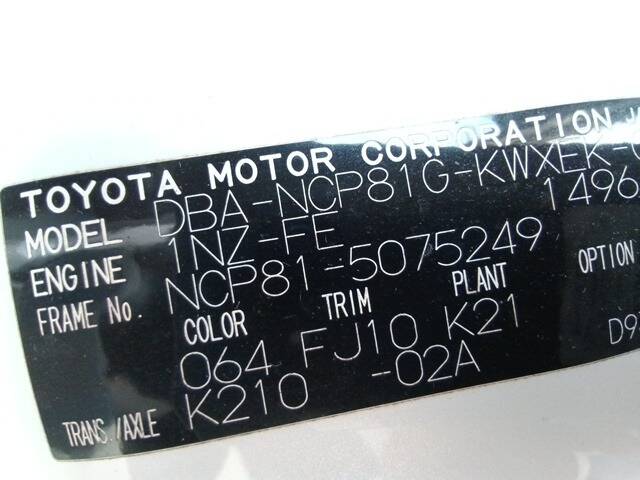 TOYOTA MOTOR CORPORATION
MODEL DBA-NCP81G-KWXEK-
ENGINE 1NZ-FE 1496
FRAME No. NCP81-5075249
COLOR TRIM PLANT OPTION
064 FJ10 K21
TRANS./AXLE K210 -02A